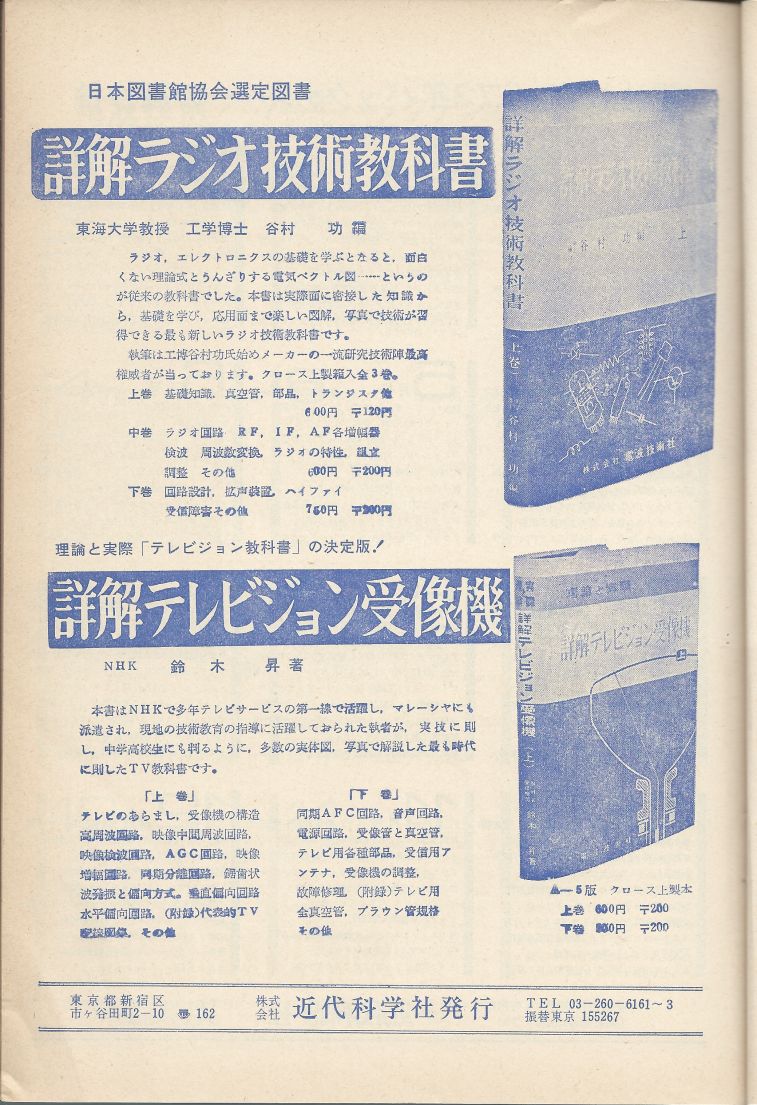 日本図書館協会選定図書
詳解ラジオ技術教科書
東海大学教授 工学博士 谷村 功編
ラジオ，エレクトロニクスの基礎を学ぶとなると，面白
くない理論式とうんざりする電気ベクトル図……というの
が従来の教科書でした。本書は実際面に密接した知識か
ら，基礎を学び，応用面まで楽しい図解，写真で技術が習
得できる最も新しいラジオ技術教科書です。
執筆は工博谷村功氏始めメーカーの一流研究技術陣最高
権威者が当っております。クロース上製箱入全3巻。
上巻 基礎知識，真空管，部品，トランジスタ他
600円 〒120円
中巻 ラジオ回路 RF，IF，AF各増幅器
検波 周波数変換，ラジオの特性，組立
調整 その他 600円 〒200円
下巻 回路設計，拡声装置，ハイファイ
受信障害その他 750円 〒200円
詳解ラジオ技術教科書
上巻
谷村 功 編
谷村 功編 上
株式会社 電波技術社
理論と実際「テレビジョン教科書」の決定版！
詳解テレビジョン受像機
NHK 鈴木 昇著
本書はNHKで多年テレビサービスの第一線で活躍し，マレーシヤにも
派遣され，現地の技術教育の指導に活躍しておられた執者が，実技に則
し，中学高校生にも判るように，多数の実体図，写真で解説した最も時代
に則したTV教科書です。
「上 巻」
テレビのあらまし，受像機の構造
高周波回路，映像中間周波回路，
映像検波回路，AGC回路，映像
増幅回路，同期分離回路，鋸歯状
波発振と偏向方式。垂直偏向回路
水平偏向回路，(附録)代表的TV
配線図集，その他
「下 巻」
同期AFC回路，音声回路，
電源回路，受像管と真空管，
テレビ用各種部品，受信用ア
ンテナ，受像機の調整，
故障修理，(附録)テレビ用
全真空管，ブラウン管規格
その他
詳解テレビジョン受像機
(上)
詳解テレビジョン受像機
上
A—5版 クロース上製本
上巻 600円 〒200
下巻 〒200
東京都新宿区
市ヶ谷田町2—10 162
株式会社 近代科学社発行
TEL 03-260-6161～3
振替東京 155267